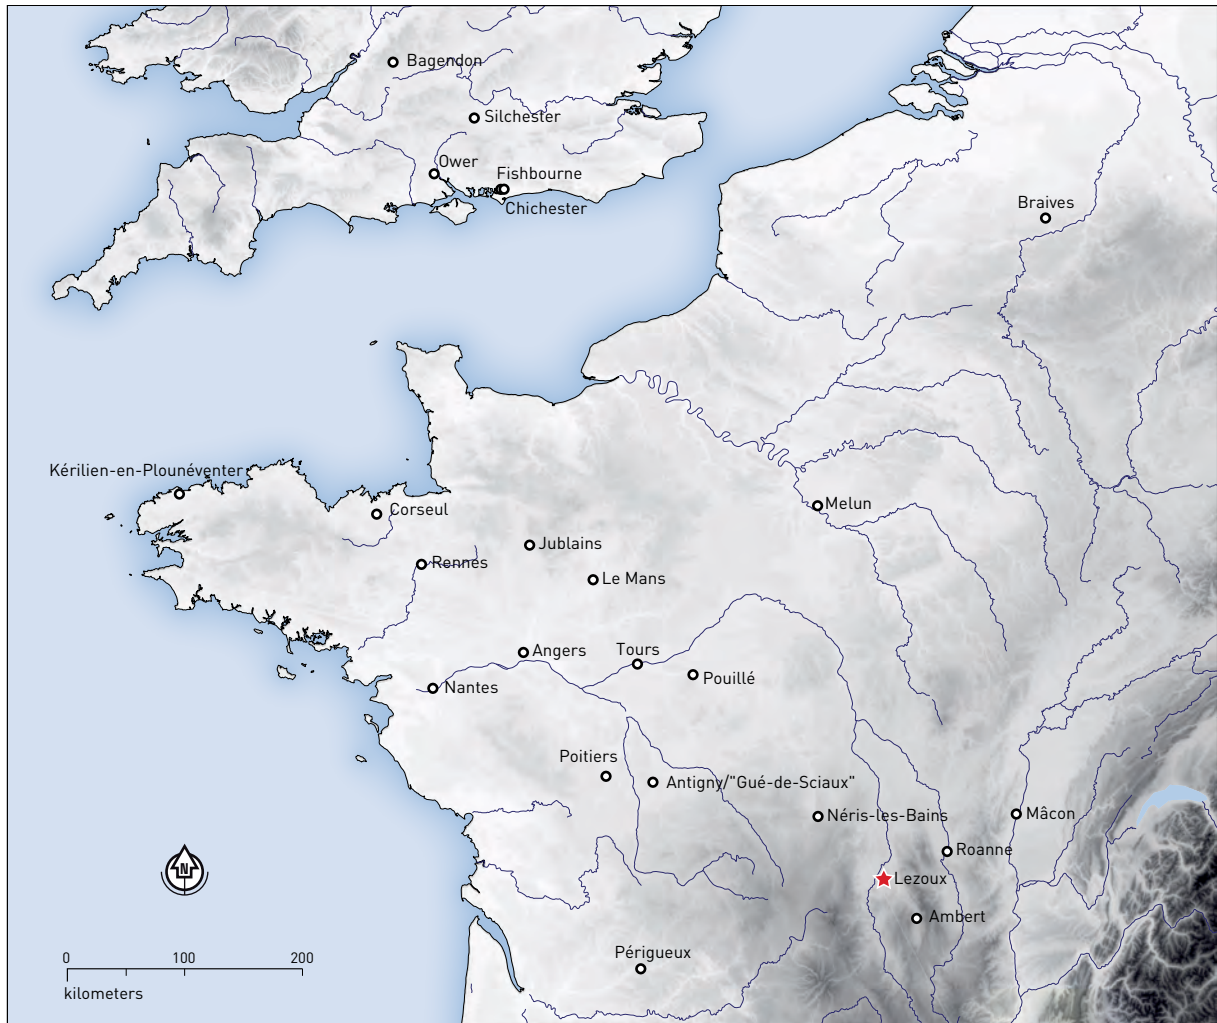 Bagendon
Silchester
Ower
Fishbourne
Chichester
Braives
Kérilien-en-Plounéventer
Corseul
Melun
Jublains
Rennes
Le Mans
Angers
Tours
Pouillé
Nantes
Poitiers
Antigny/"Gué-de-Sciaux"
Néris-les-Bains
Mâcon
Roanne
Lezoux
N
Ambert
Périgueux
0 100 200
kilometers